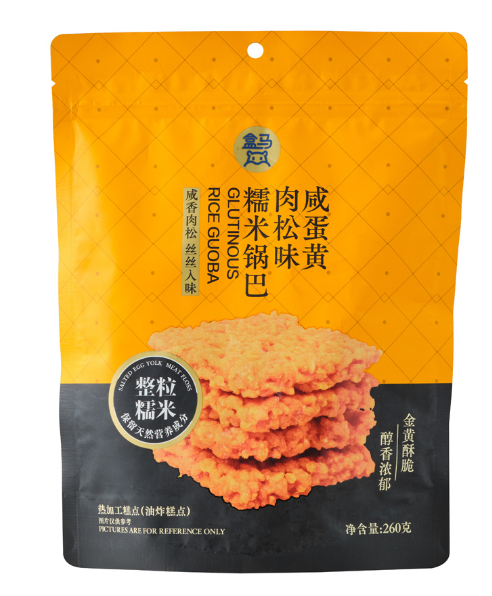 盒马
咸蛋黄
肉松味
糯米锅巴
GLUTINOUS
RICE GUOBA
咸香肉松 丝丝入味
SALTED EGG YOLK MEAT FLOSS
整粒
糯米
保留天然营养成分
金黄酥脆
醇香浓郁
热加工糕点(油炸糕点)
图片仅供参考
PICTURES ARE FOR REFERENCE ONLY
净含量:260克